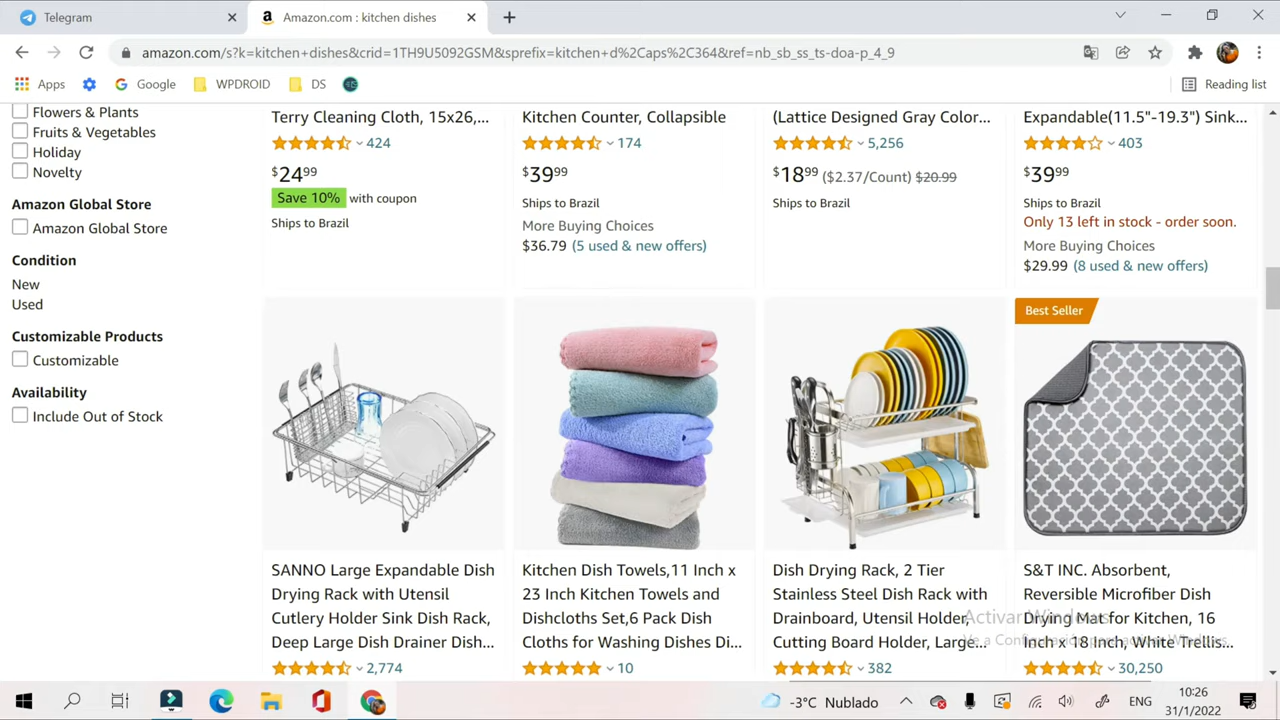 Telegram
Amazon.com : kitchen dishes
amazon.com/s?k=kitchen+dishes&crid=1TH9U5092GSM&sprefix=kitchen+d%2Caps%2C364&ref=nb_sb_ss_ts-doa-p_4_9
Apps
Google
WPDROID
DS
Reading list
Flowers & Plants
Fruits & Vegetables
Holiday
Novelty
Amazon Global Store
Amazon Global Store
Condition
New
Used
Customizable Products
Customizable
Availability
Include Out of Stock
Terry Cleaning Cloth, 15x26,...
424
$24.99
Save 10% with coupon
Ships to Brazil
Kitchen Counter, Collapsible
174
$39.99
Ships to Brazil
More Buying Choices
$36.79 (5 used & new offers)
(Lattice Designed Gray Color...
5,256
$18.99 ($2.37/Count) $20.99
Ships to Brazil
Expandable(11.5"-19.3") Sink...
403
$39.99
Ships to Brazil
Only 13 left in stock - order soon.
More Buying Choices
$29.99 (8 used & new offers)
SANNO Large Expandable Dish
Drying Rack with Utensil
Cutlery Holder Sink Dish Rack,
Deep Large Dish Drainer Dish...
2,774
Kitchen Dish Towels,11 Inch x
23 Inch Kitchen Towels and
Dishcloths Set,6 Pack Dish
Cloths for Washing Dishes Di...
10
Dish Drying Rack, 2 Tier
Stainless Steel Dish Rack with
Drainboard, Utensil Holder,
Cutting Board Holder, Large...
382
Best Seller
S&T INC. Absorbent,
Reversible Microfiber Dish
Drying Mat for Kitchen, 16
Inch x 18 Inch, White Trellis...
30,250
Activar Windows
Ve a Configuración para activar Windows.
-3°C Nublado
ENG
10:26
31/1/2022